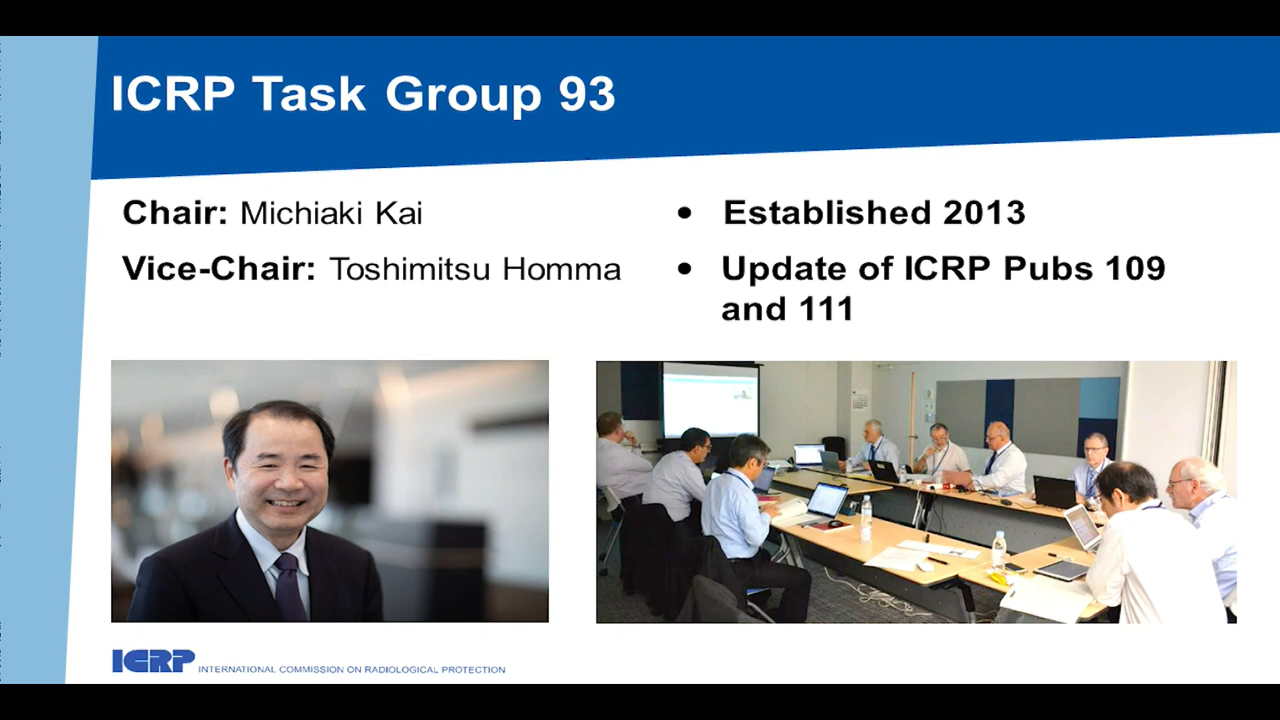 ICRP Task Group 93
Chair: Michiaki Kai
Vice-Chair: Toshimitsu Homma
• Established 2013
• Update of ICRP Pubs 109
and 111
ICRP INTERNATIONAL COMMISSION ON RADIOLOGICAL PROTECTION